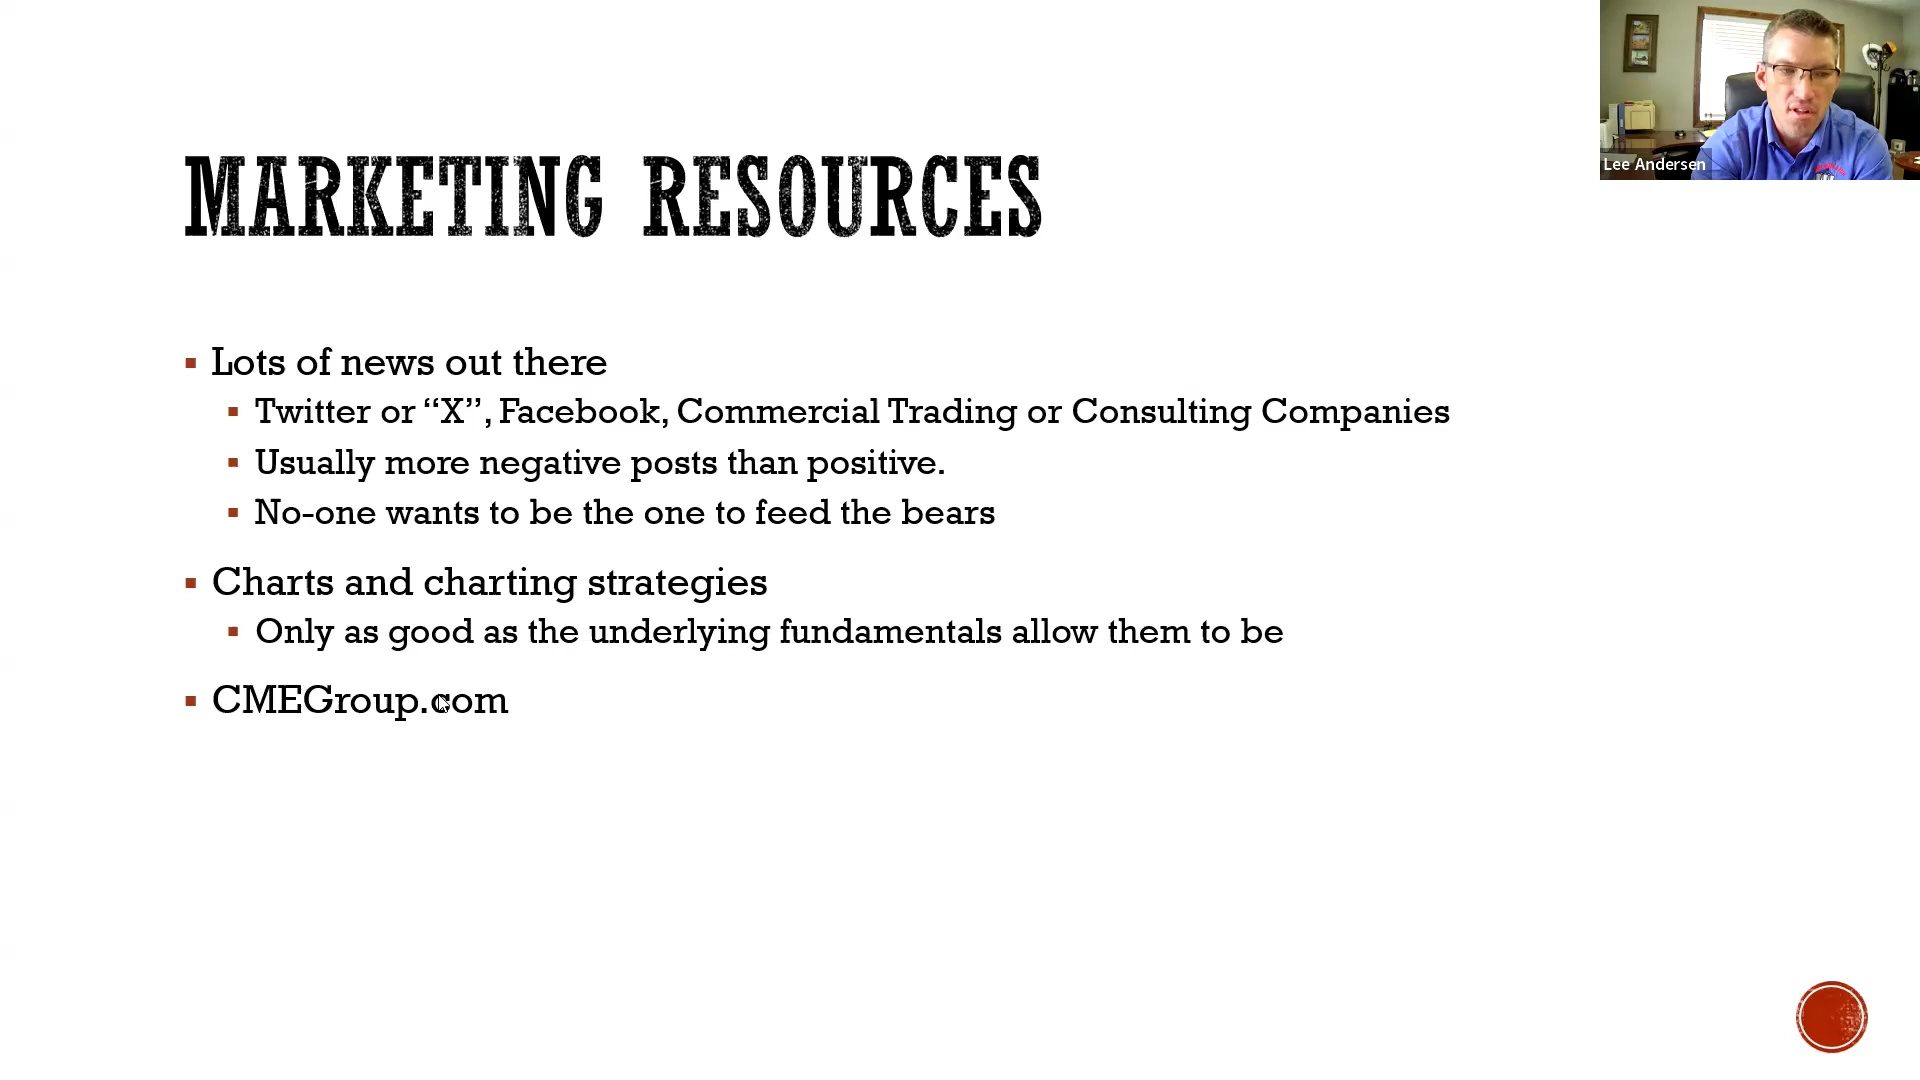 Lee Andersen
MARKETING RESOURCES
Lots of news out there
Twitter or “X”, Facebook, Commercial Trading or Consulting Companies
Usually more negative posts than positive.
No-one wants to be the one to feed the bears
Charts and charting strategies
Only as good as the underlying fundamentals allow them to be
CMEGroup.com